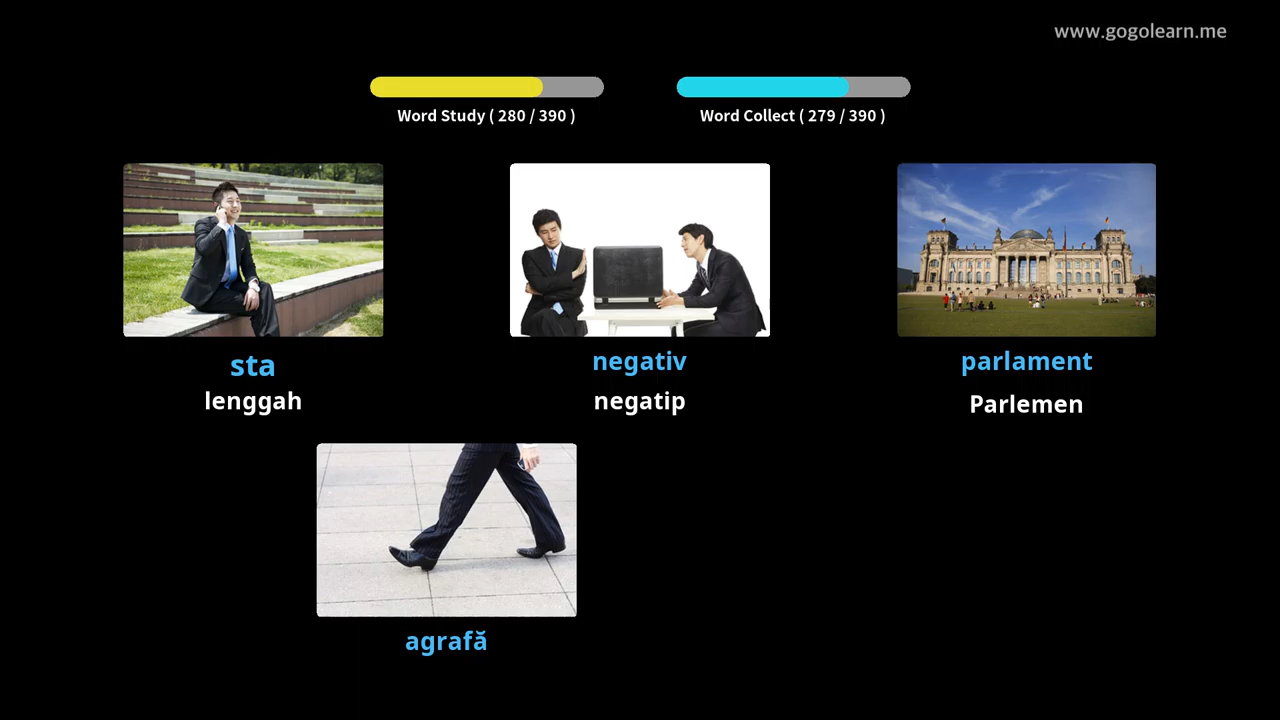 www.gogolearn.me
Word Study ( 280 / 390 )
Word Collect ( 279 / 390 )
sta
lenggah
negativ
negatip
parlament
Parlemen
agrafă